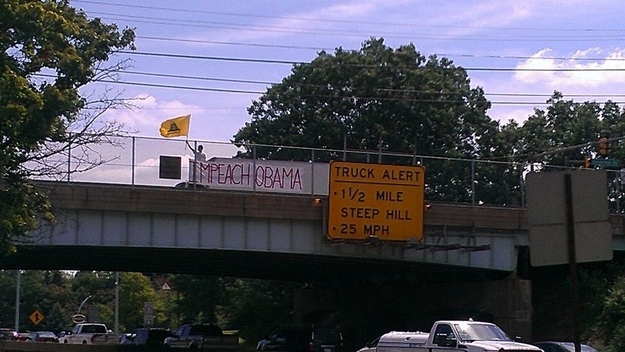 IMPEACH OBAMA
TRUCK ALERT
1 1/2 MILE
STEEP HILL
25 MPH